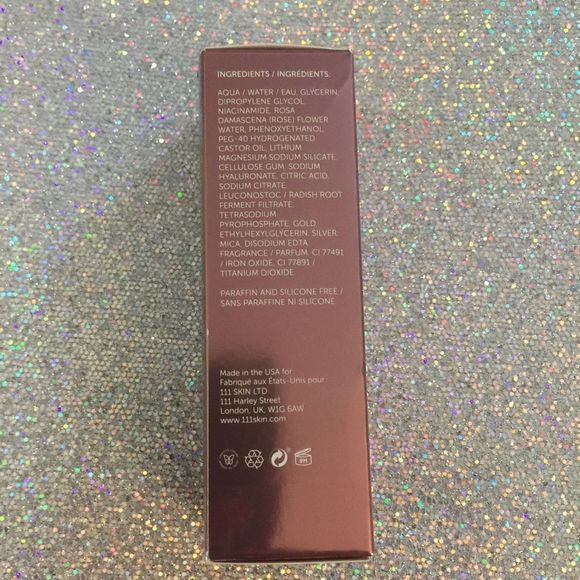 INGREDIENTS / INGRÉDIENTS:
AQUA / WATER / EAU, GLYCERIN,
DIPROPYLENE GLYCOL,
NIACINAMIDE, ROSA
DAMASCENA (ROSE) FLOWER
WATER, PHENOXYETHANOL,
PEG-40 HYDROGENATED
CASTOR OIL, LITHIUM
MAGNESIUM SODIUM SILICATE,
CELLULOSE GUM, SODIUM
HYALURONATE, CITRIC ACID,
SODIUM CITRATE,
LEUCONOSTOC / RADISH ROOT
FERMENT FILTRATE,
TETRASODIUM
PYROPHOSPHATE, GOLD,
ETHYLHEXYLGLYCERIN, SILVER,
MICA, DISODIUM EDTA,
FRAGRANCE / PARFUM, CI 77491
/ IRON OXIDE, CI 77891 /
TITANIUM DIOXIDE
PARAFFIN AND SILICONE FREE /
SANS PARAFFINE NI SILICONE
Made in the USA for
Fabriqué aux États-Unis pour
111 SKIN LTD
111 Harley Street
London, UK, W1G 6AW
www.111skin.com